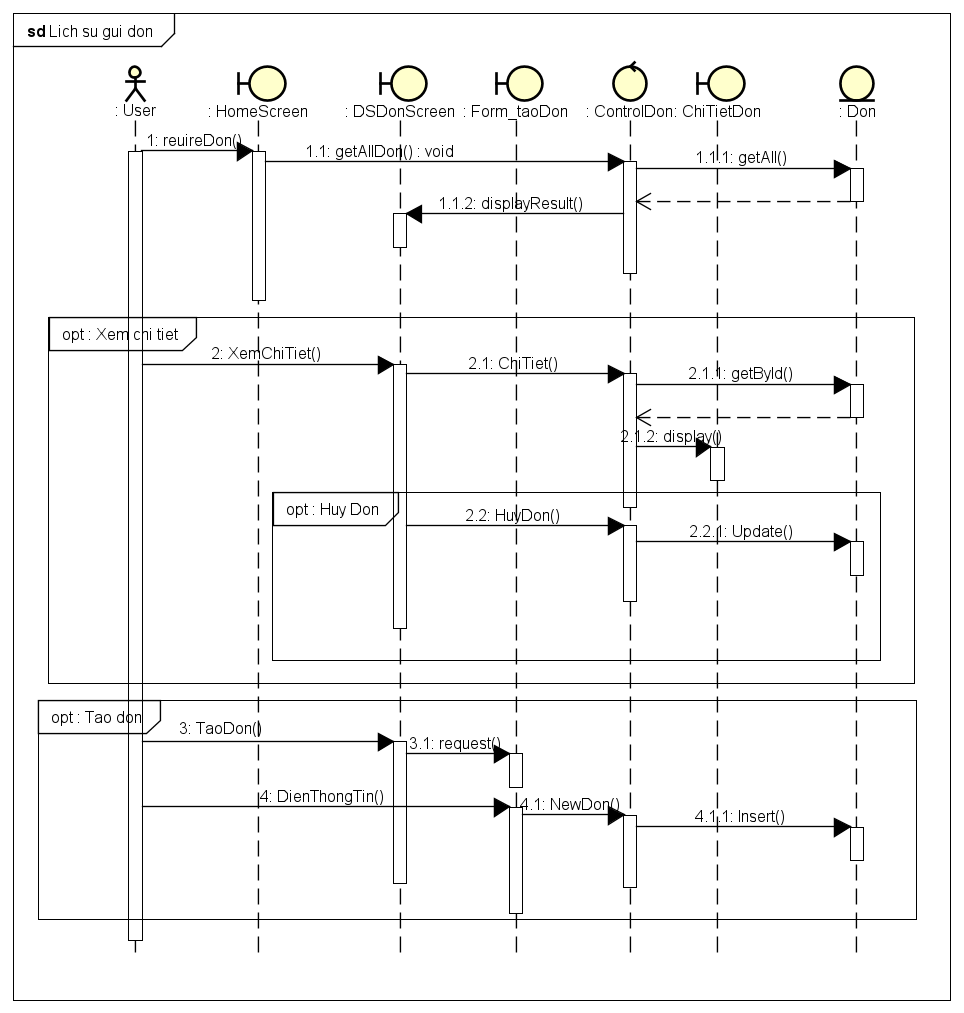 sd Lich su gui don
: User
: HomeScreen
: DSDonScreen
: Form_taoDon
: ControlDon
: ChiTietDon
: Don
1: reuireDon()
1.1: getAllDon() : void
1.1.1: getAll()
1.1.2: displayResult()
opt : Xem chi tiet
2: XemChiTiet()
2.1: ChiTiet()
2.1.1: getById()
2.1.2: display()
opt : Huy Don
2.2: HuyDon()
2.2.1: Update()
opt : Tao don
3: TaoDon()
3.1: request()
4: DienThongTin()
4.1: NewDon()
4.1.1: Insert()